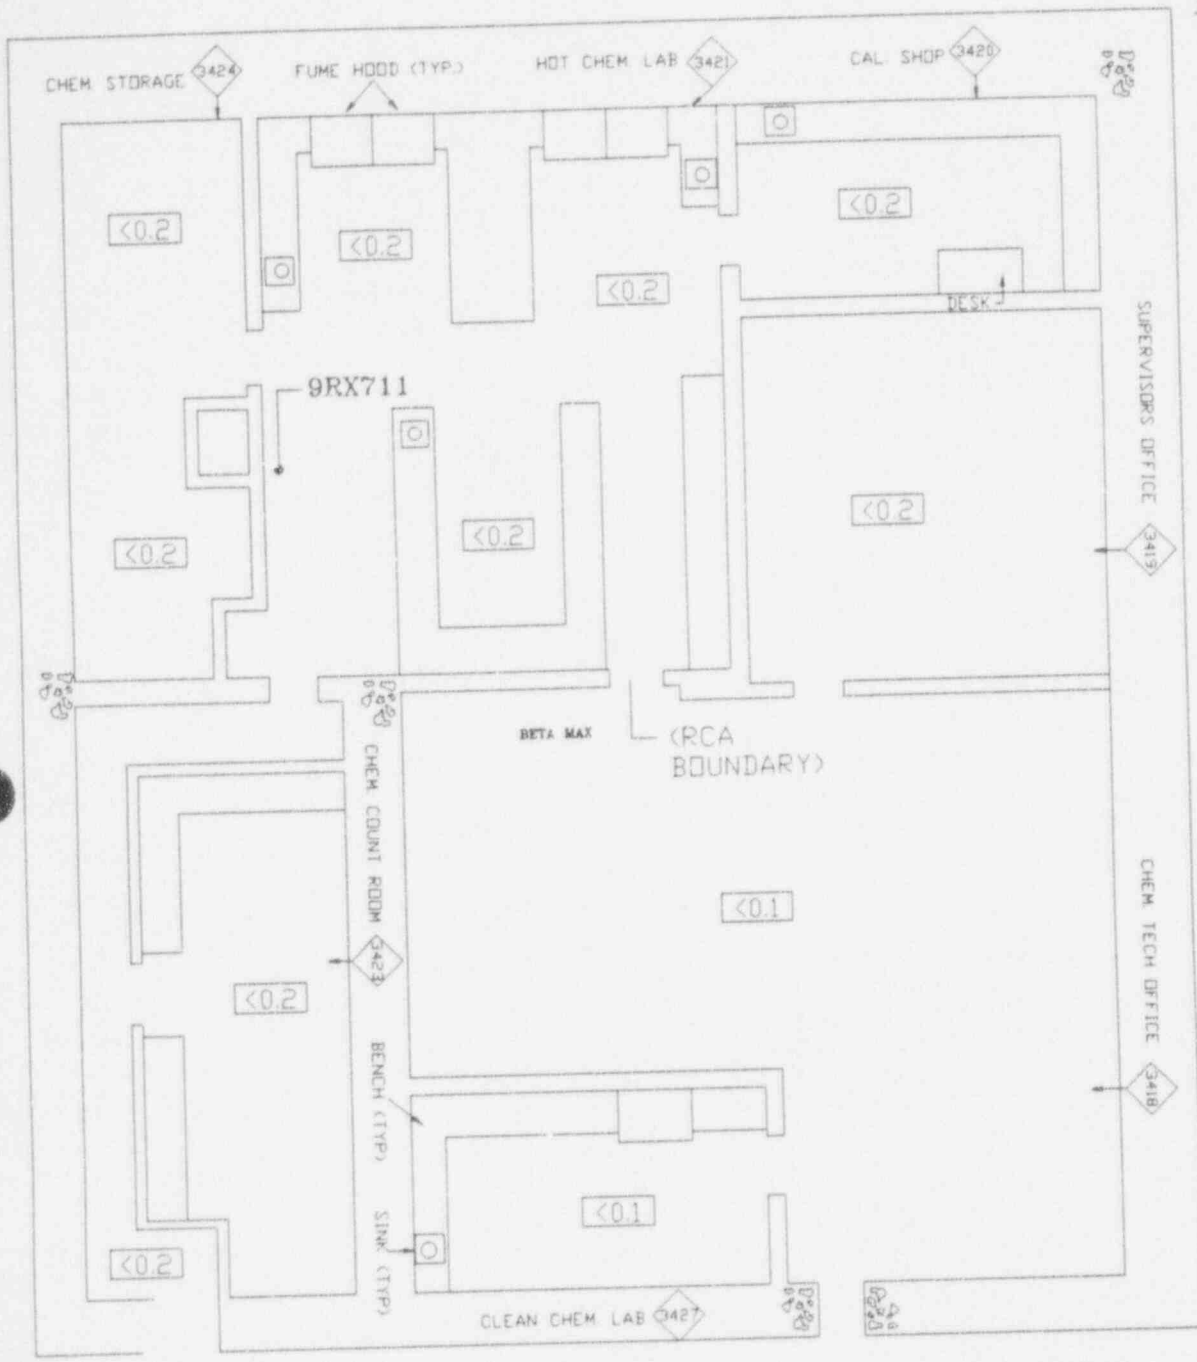 CHEM. STORAGE 3424
FUME HOOD (TYP.)
HOT CHEM. LAB 3421
CAL. SHOP 3420
<0.2
<0.2
<0.2
<0.2
DESK
SUPERVISORS OFFICE 3419
9RX711
<0.2
<0.2
<0.2
BETA MAX
(RCA
BOUNDARY)
CHEM. COUNT ROOM 3423
<0.1
CHEM. TECH OFFICE 3418
<0.2
BENCH (TYP)
<0.1
SINK (TYP)
<0.2
CLEAN CHEM. LAB 3427